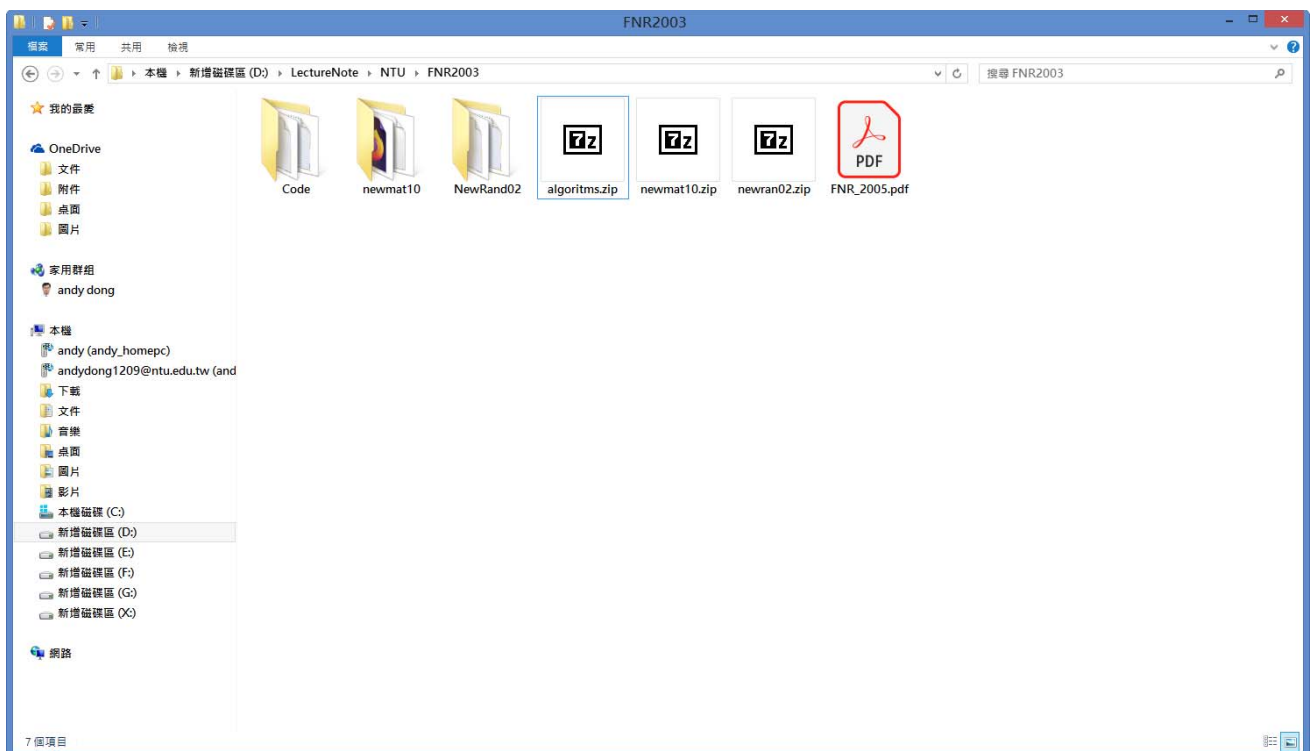 FNR2003
檔案 常用 共用 檢視
本機 新增磁碟區 (D:) LectureNote NTU FNR2003 搜尋 FNR2003
我的最愛
OneDrive
文件
附件
桌面
圖片
家用群組
andy dong
本機
andy (andy_homepc)
andydong1209@ntu.edu.tw (and
下載
文件
音樂
桌面
圖片
影片
本機磁碟 (C:)
新增磁碟區 (D:)
新增磁碟區 (E:)
新增磁碟區 (F:)
新增磁碟區 (G:)
新增磁碟區 (X:)
網路
7z 7z 7z PDF
Code newmat10 NewRand02 algoritms.zip newmat10.zip newran02.zip FNR_2005.pdf
7 個項目